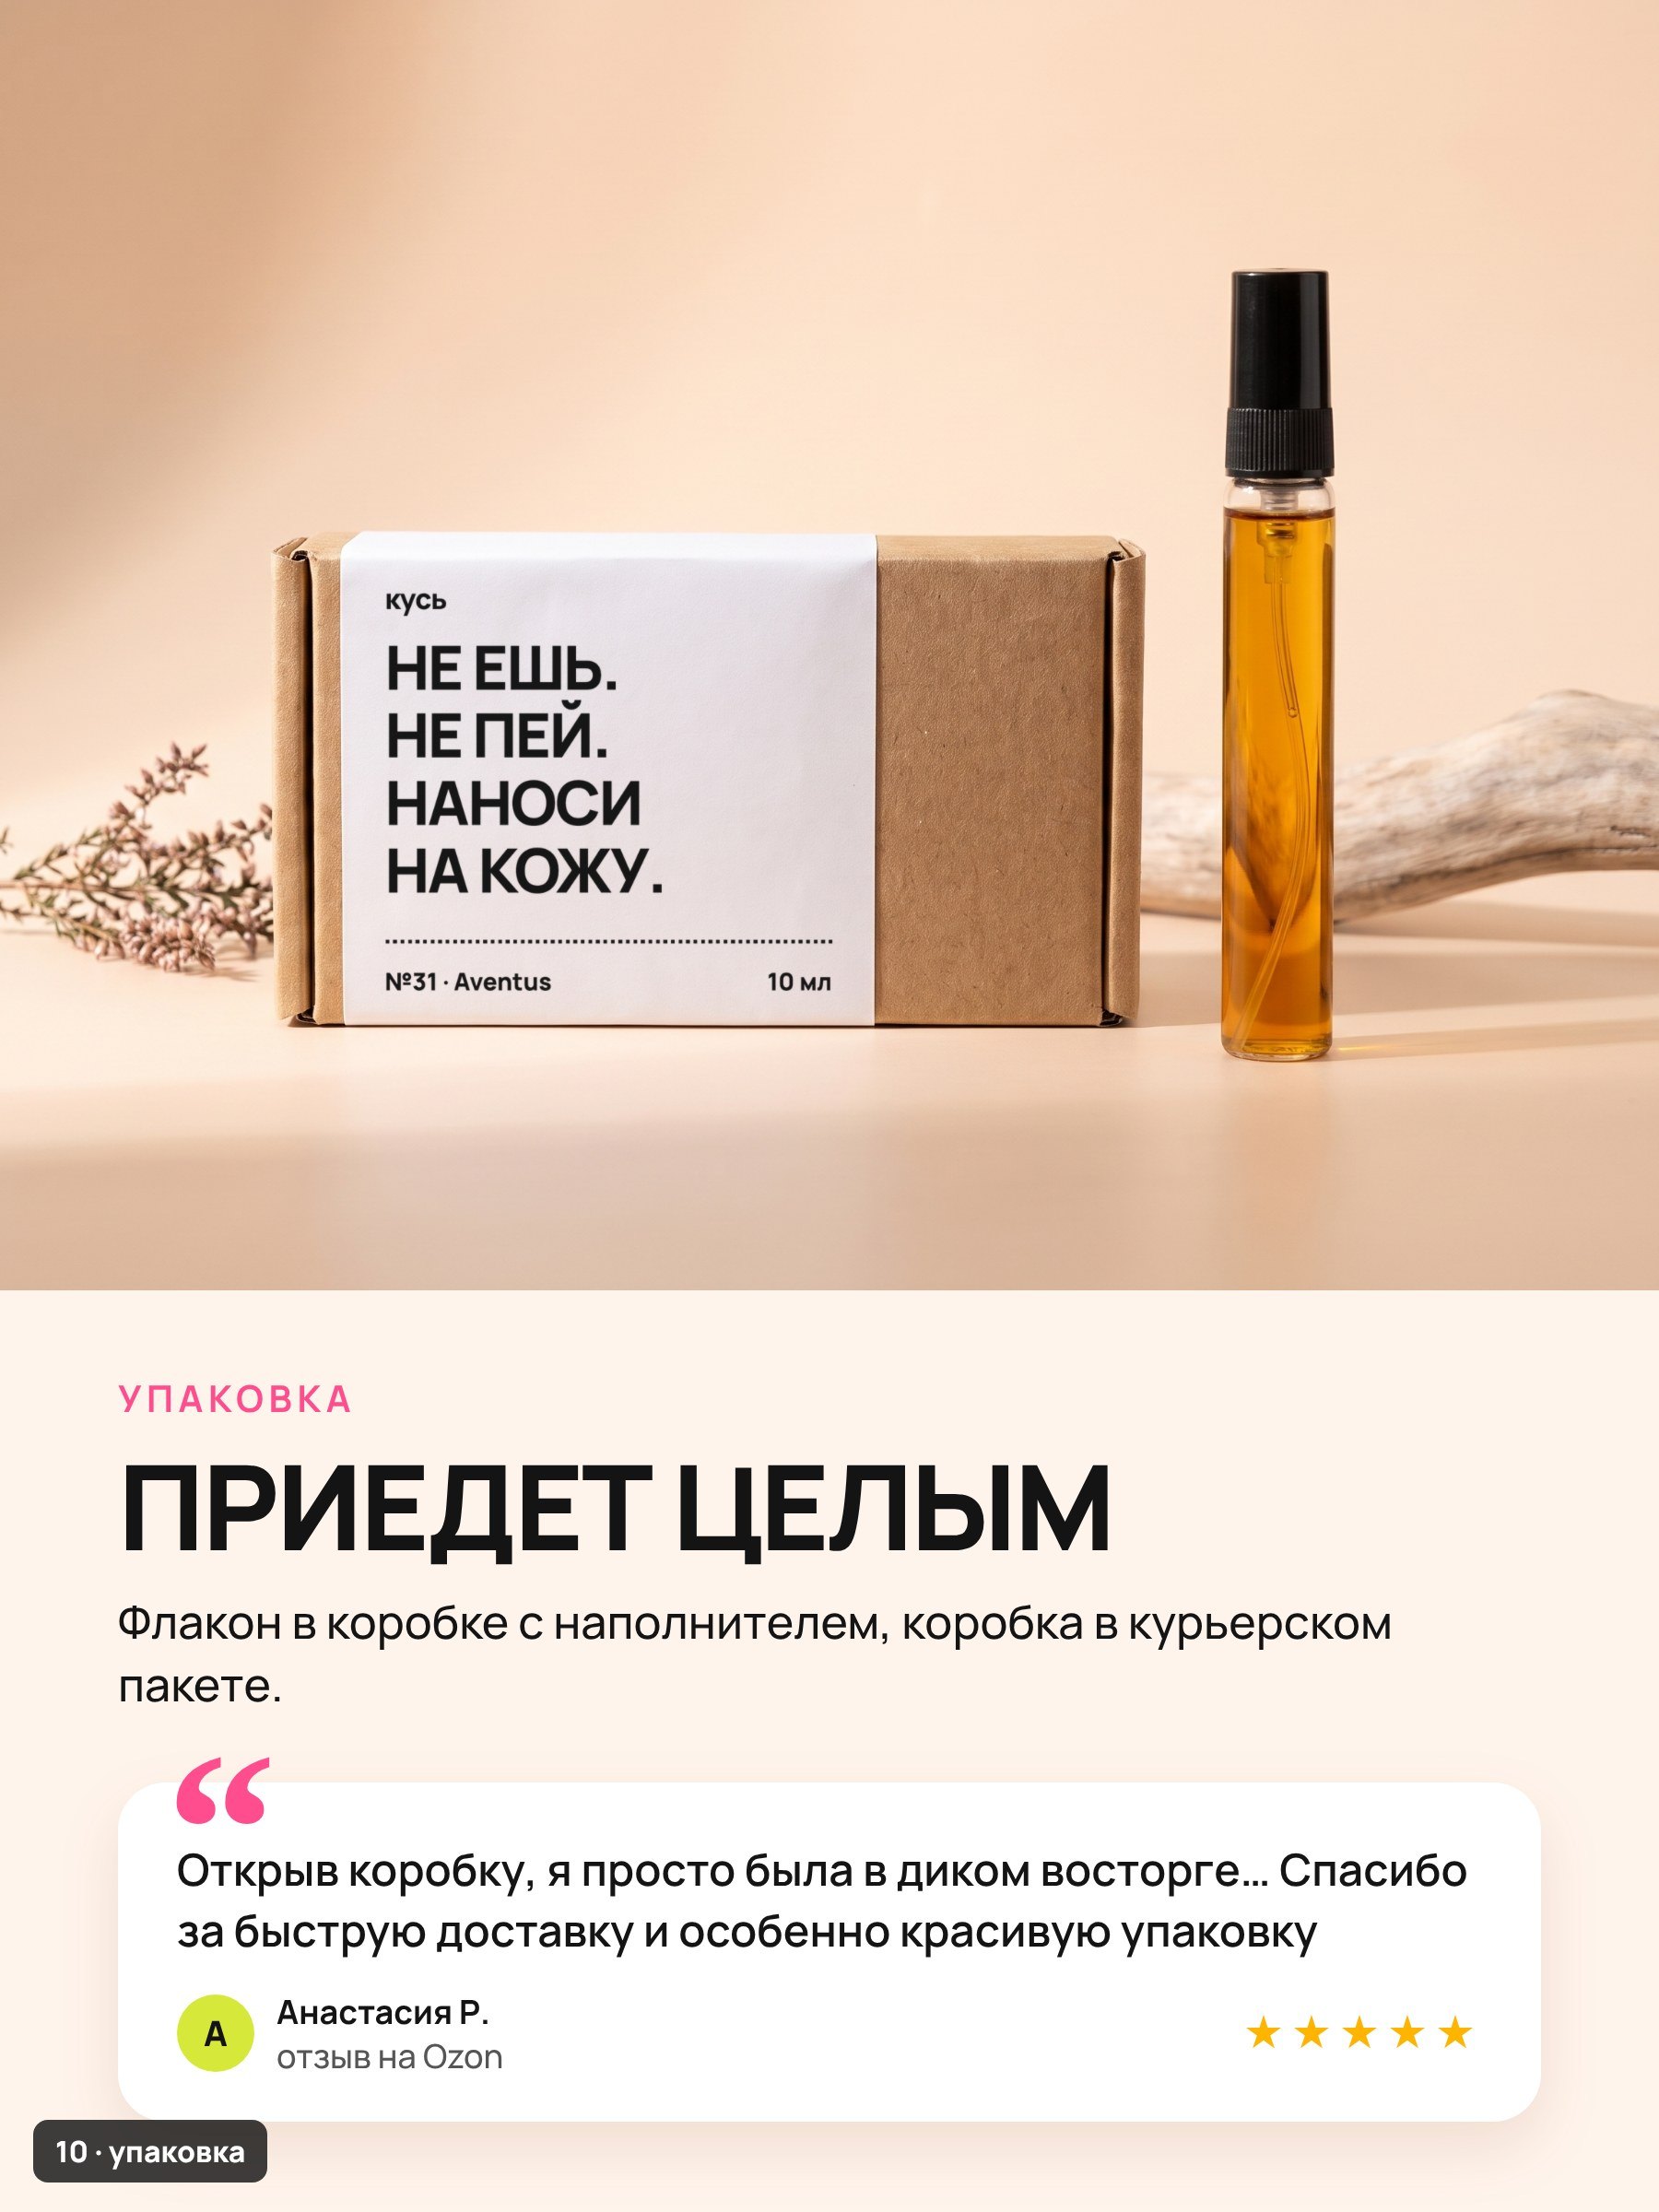 кусь
НЕ ЕШЬ.
НЕ ПЕЙ.
НАНОСИ
НА КОЖУ.
№31 · Aventus
10 мл
УПАКОВКА
ПРИЕДЕТ ЦЕЛЫМ
Флакон в коробке с наполнителем, коробка в курьерском
пакете.
“
Открыв коробку, я просто была в диком восторге... Спасибо
за быструю доставку и особенно красивую упаковку
А
Анастасия Р.
отзыв на Ozon
★★★★★
10 · упаковка